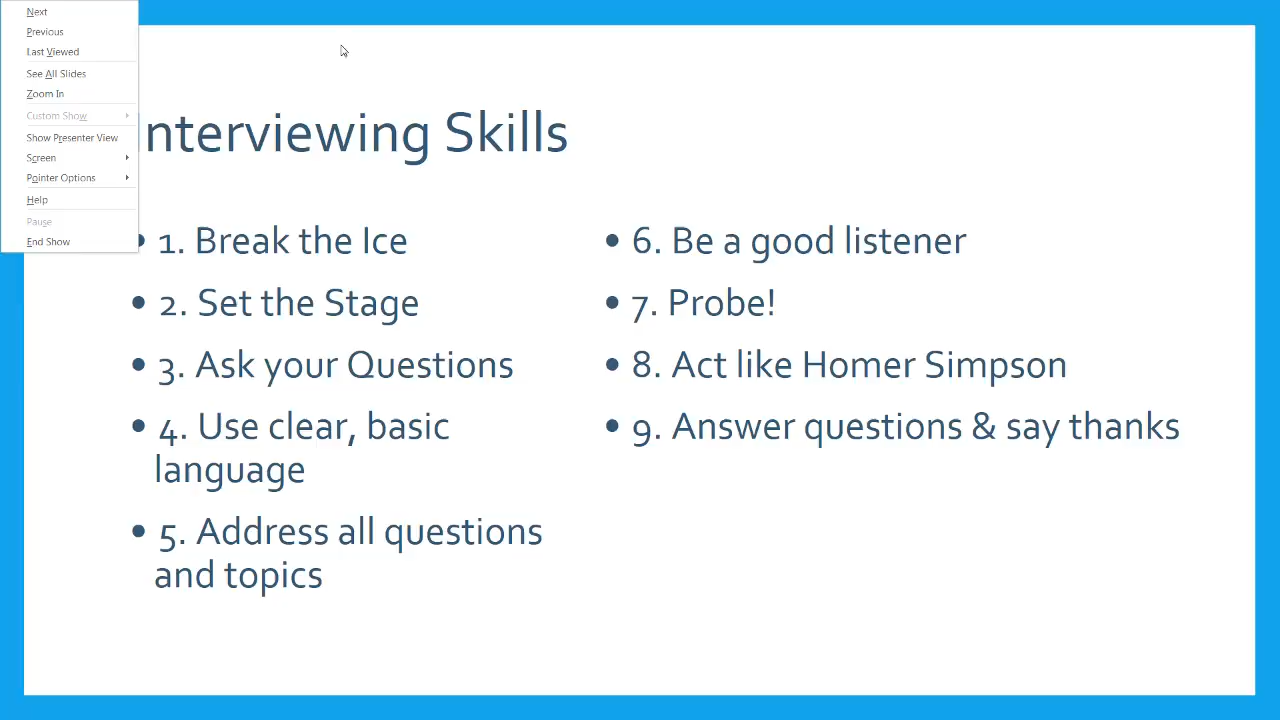 Next
Previous
Last Viewed
See All Slides
Zoom In
Custom Show
Show Presenter View
Screen
Pointer Options
Help
Pause
End Show
Interviewing Skills
• 1. Break the Ice
• 2. Set the Stage
• 3. Ask your Questions
• 4. Use clear, basic
language
• 5. Address all questions
and topics
• 6. Be a good listener
• 7. Probe!
• 8. Act like Homer Simpson
• 9. Answer questions & say thanks